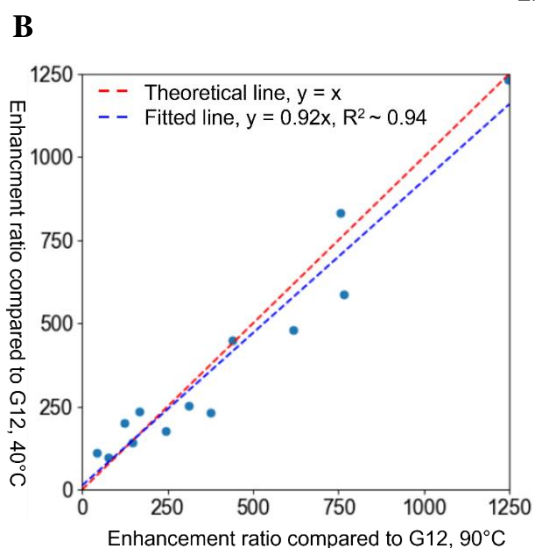 B
1250
1000
750
500
250
0
Enhancment ratio compared to G12, 40°C
Theoretical line, y = x
Fitted line, y = 0.92x, R² ~ 0.94
0 250 500 750 1000 1250
Enhancement ratio compared to G12, 90°C